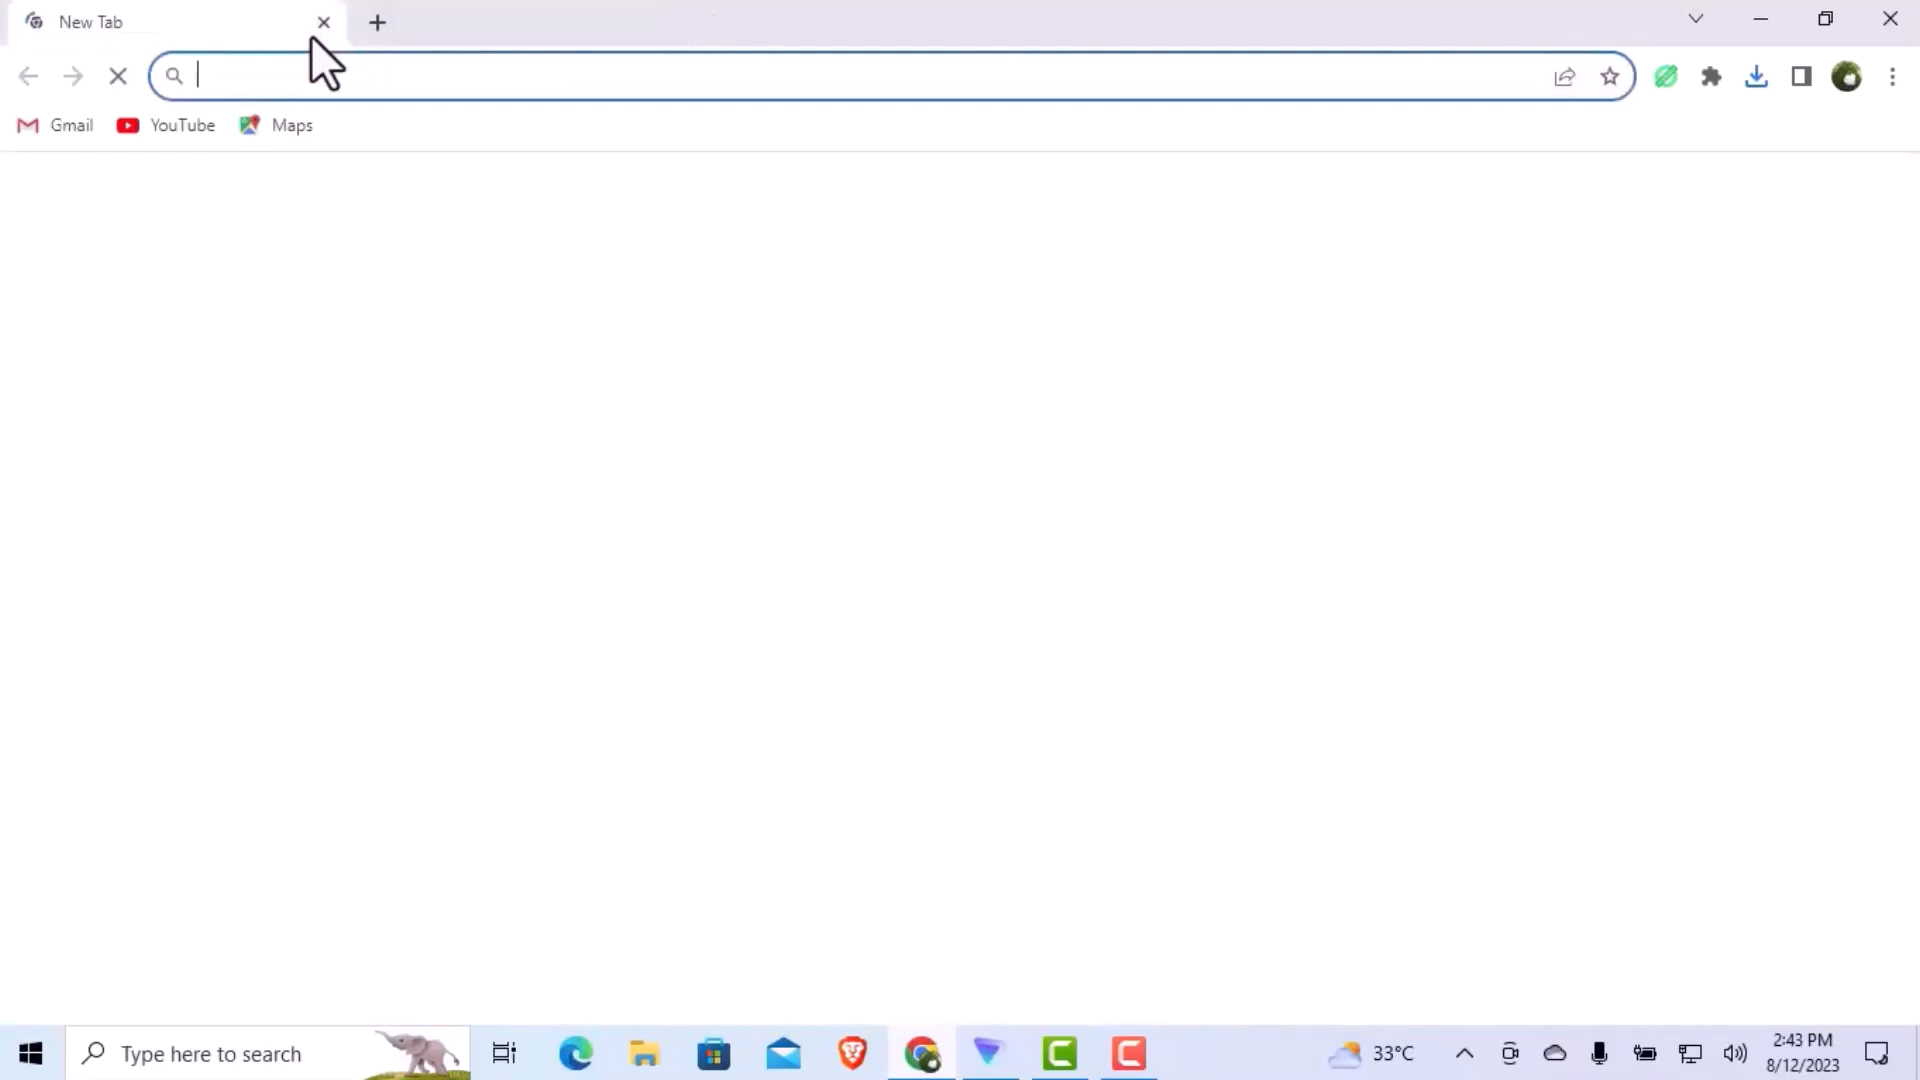 New Tab
Gmail YouTube Maps
Type here to search
33°C
2:43 PM
8/12/2023